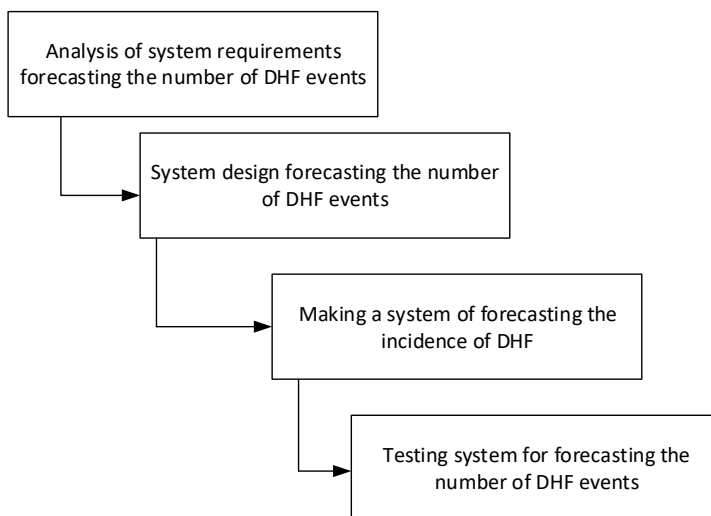 Analysis of system requirements
forecasting the number of DHF events
System design forecasting the number
of DHF events
Making a system of forecasting the
incidence of DHF
Testing system for forecasting the
number of DHF events